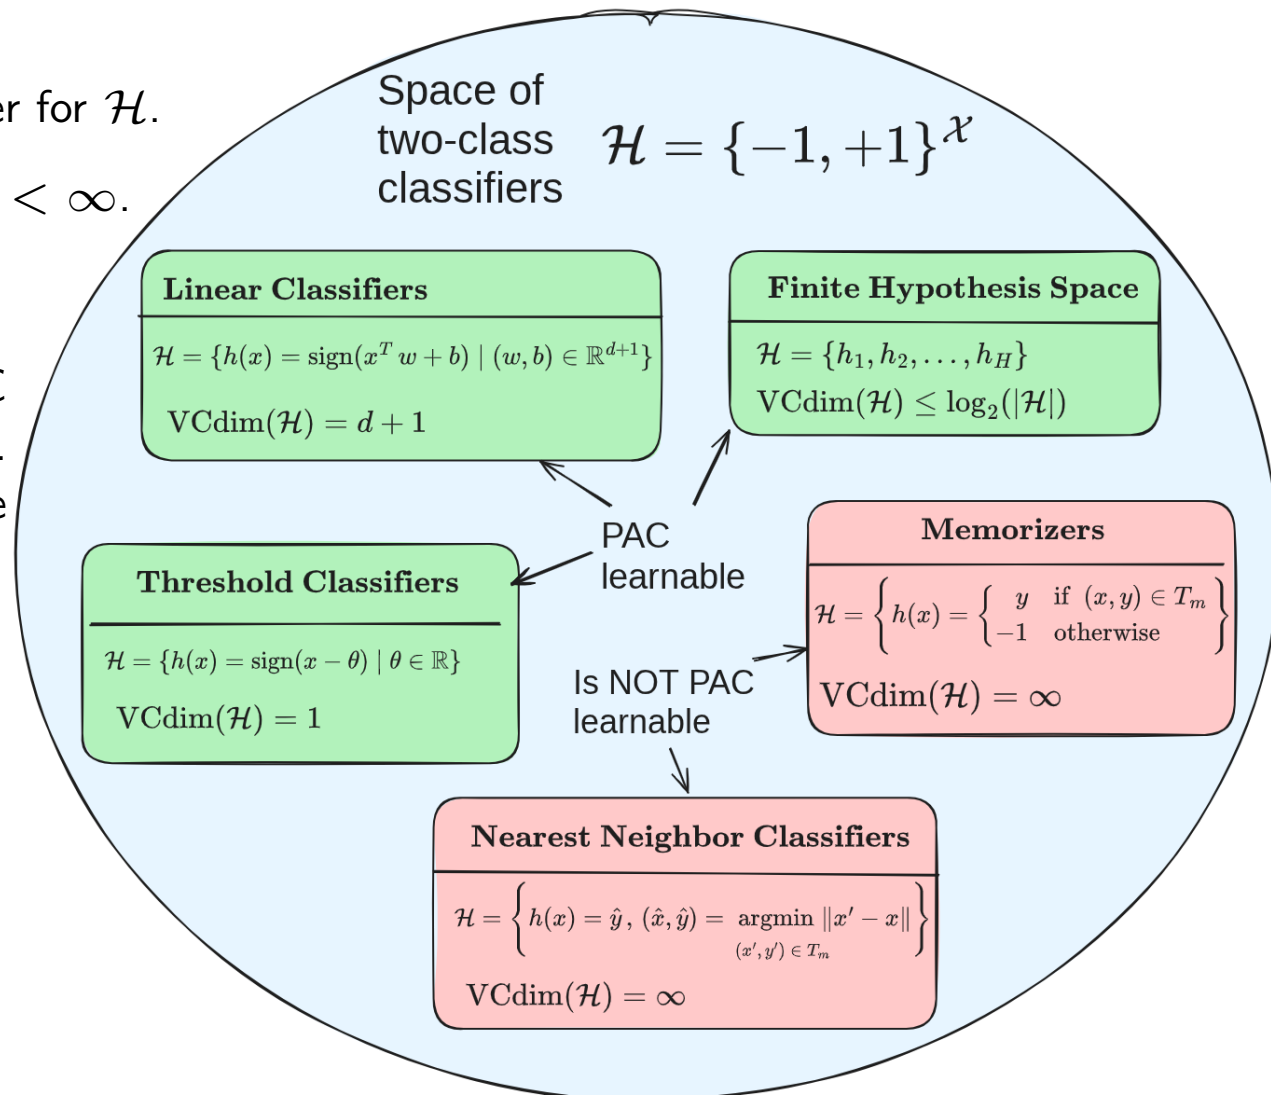 er for ℋ.
< ∞.
Space of
two-class
classifiers
ℋ = {−1, +1}^𝒳
Linear Classifiers
ℋ = {h(x) = sign(x^T w + b) | (w, b) ∈ ℝ^{d+1}}
VCdim(ℋ) = d + 1
Finite Hypothesis Space
ℋ = {h_1, h_2, …, h_H}
VCdim(ℋ) ≤ log_2(|ℋ|)
.
e
PAC
learnable
Threshold Classifiers
ℋ = {h(x) = sign(x − θ) | θ ∈ ℝ}
VCdim(ℋ) = 1
Memorizers
ℋ = { h(x) = { y if (x, y) ∈ T_m
−1 otherwise }
VCdim(ℋ) = ∞
Is NOT PAC
learnable
Nearest Neighbor Classifiers
ℋ = { h(x) = ŷ, (x̂, ŷ) = argmin ‖x′ − x‖ }
(x′,y′) ∈ T_m
VCdim(ℋ) = ∞